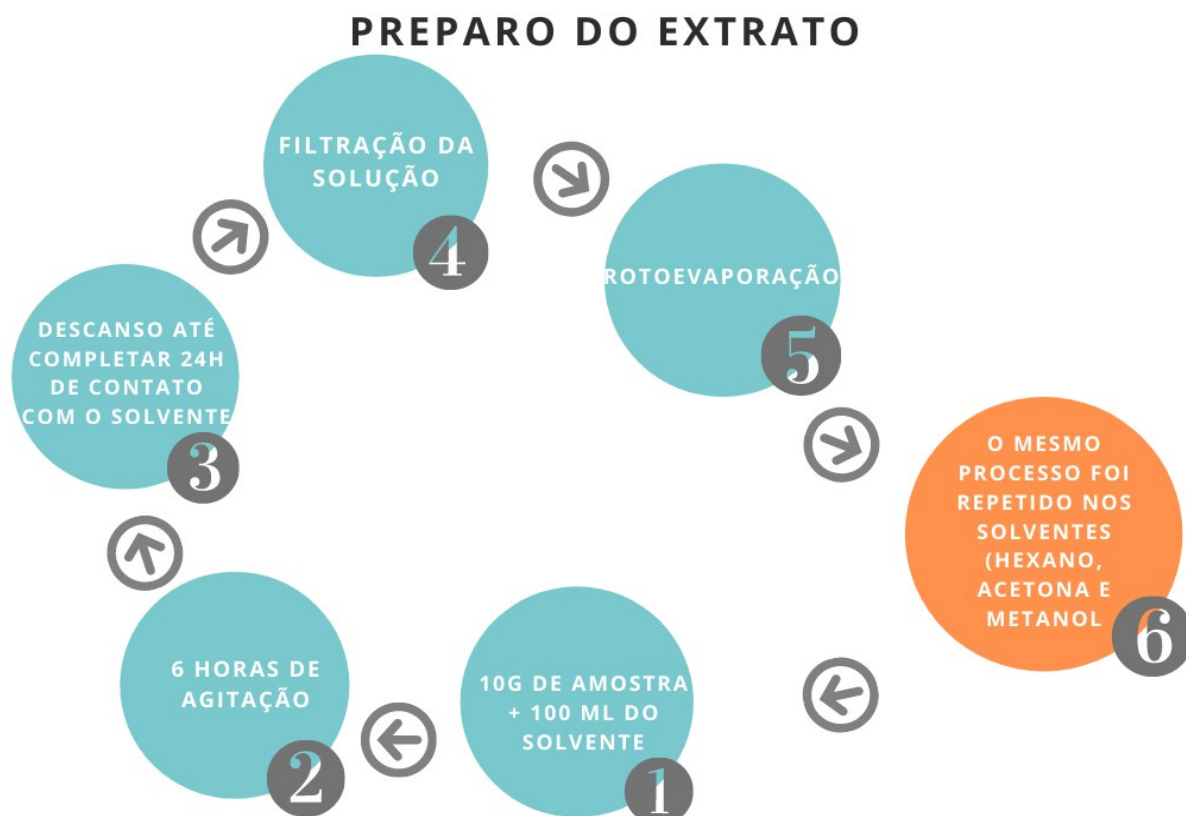 PREPARO DO EXTRATO
10G DE AMOSTRA
+ 100 ML DO
SOLVENTE
1
6 HORAS DE
AGITAÇÃO
2
DESCANSO ATÉ
COMPLETAR 24H
DE CONTATO
COM O SOLVENTE
3
FILTRAÇÃO DA
SOLUÇÃO
4
ROTOEVAPORAÇÃO
5
O MESMO
PROCESSO FOI
REPETIDO NOS
SOLVENTES
(HEXANO,
ACETONA E
METANOL
6